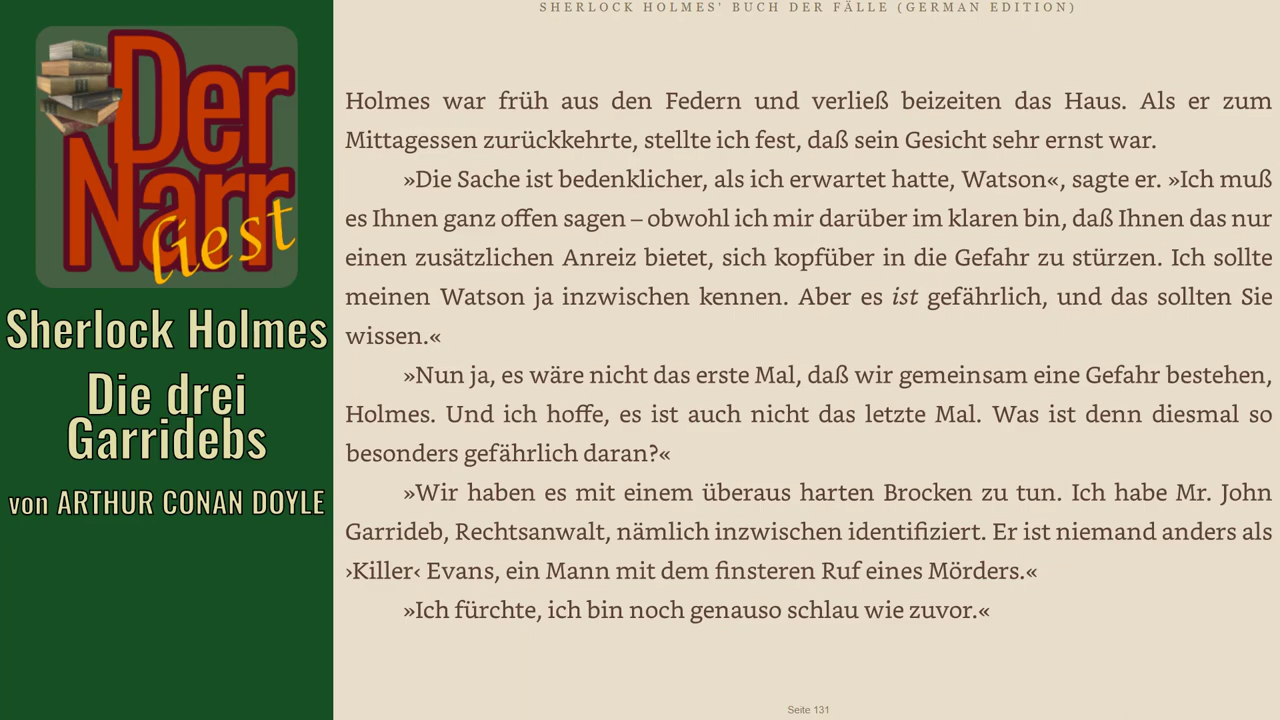 Der
Narr
liest
Sherlock Holmes
Die drei
Garridebs
von ARTHUR CONAN DOYLE
SHERLOCK HOLMES' BUCH DER FÄLLE (GERMAN EDITION)
Holmes war früh aus den Federn und verließ beizeiten das Haus. Als er zum
Mittagessen zurückkehrte, stellte ich fest, daß sein Gesicht sehr ernst war.
»Die Sache ist bedenklicher, als ich erwartet hatte, Watson«, sagte er. »Ich muß
es Ihnen ganz offen sagen – obwohl ich mir darüber im klaren bin, daß Ihnen das nur
einen zusätzlichen Anreiz bietet, sich kopfüber in die Gefahr zu stürzen. Ich sollte
meinen Watson ja inzwischen kennen. Aber es ist gefährlich, und das sollten Sie
wissen.«
»Nun ja, es wäre nicht das erste Mal, daß wir gemeinsam eine Gefahr bestehen,
Holmes. Und ich hoffe, es ist auch nicht das letzte Mal. Was ist denn diesmal so
besonders gefährlich daran?«
»Wir haben es mit einem überaus harten Brocken zu tun. Ich habe Mr. John
Garrideb, Rechtsanwalt, nämlich inzwischen identifiziert. Er ist niemand anders als
›Killer‹ Evans, ein Mann mit dem finsteren Ruf eines Mörders.«
»Ich fürchte, ich bin noch genauso schlau wie zuvor.«
Seite 131